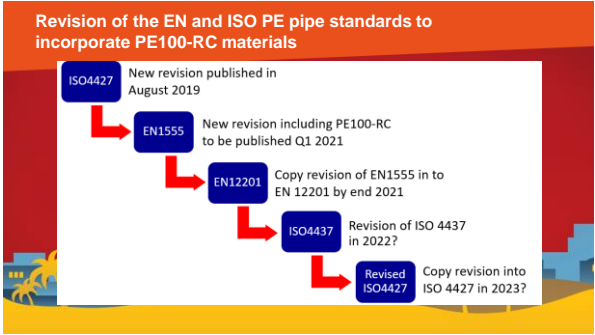 Revision of the EN and ISO PE pipe standards to
incorporate PE100-RC materials
ISO4427
New revision published in
August 2019
EN1555
New revision including PE100-RC
to be published Q1 2021
EN12201
Copy revision of EN1555 in to
EN 12201 by end 2021
ISO4437
Revision of ISO 4437
in 2022?
Revised
ISO4427
Copy revision into
ISO 4427 in 2023?